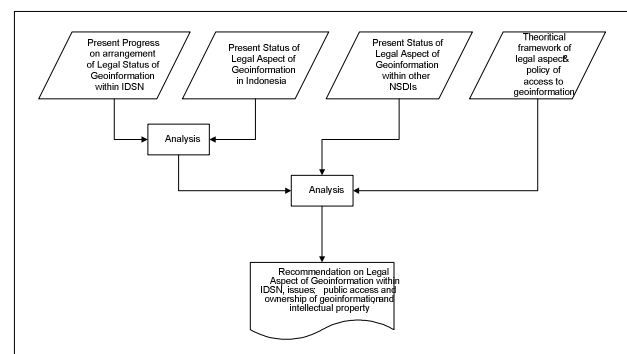 Present Progress
on arrangement
of Legal Status of
Geoinformation
within IDSN
Present Status of
Legal Aspect of
Geoinformation
in Indonesia
Present Status of
Legal Aspect of
Geoinformation
within other
NSDIs
Theoritical
framework of
legal aspect&
policy of
access to
geoinformation
Analysis
Analysis
Recommendation on Legal
Aspect of Geoinformation within
IDSN, issues: public access and
ownership of geoinformation,and
intellectual property